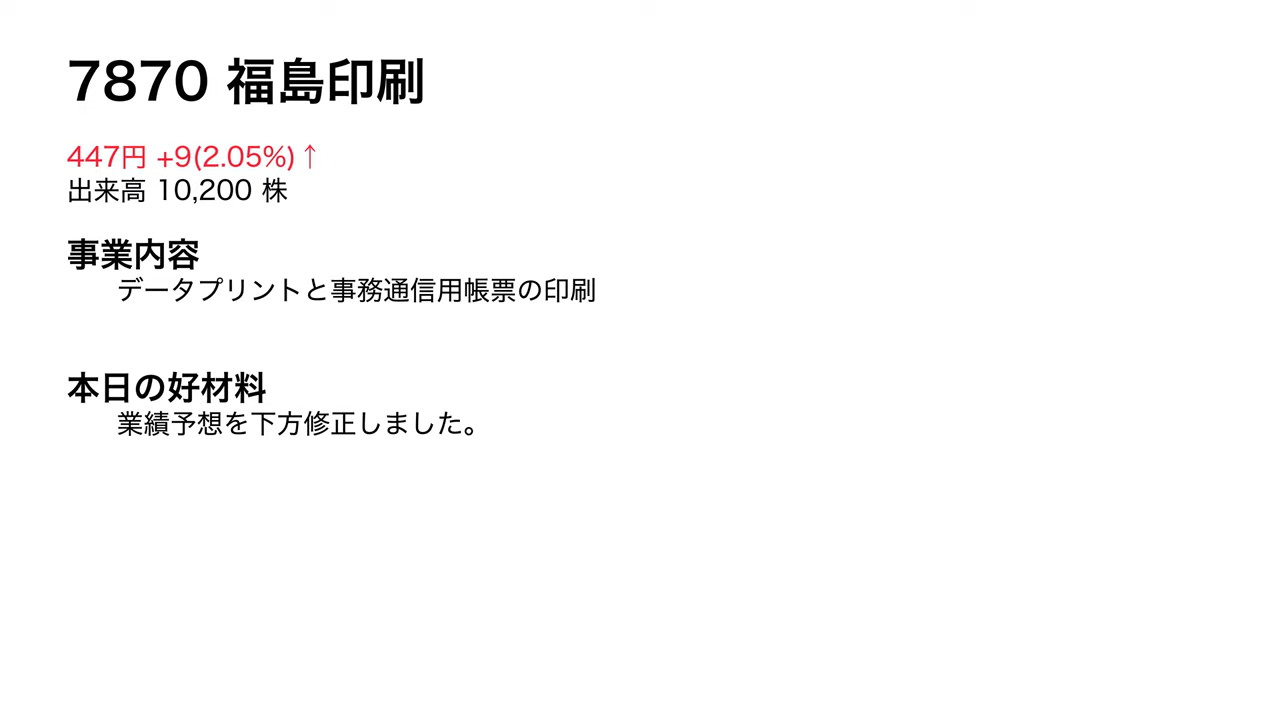 7870 福島印刷
447円 +9(2.05%)↑
出来高 10,200 株
事業内容
データプリントと事務通信用帳票の印刷
本日の好材料
業績予想を下方修正しました。